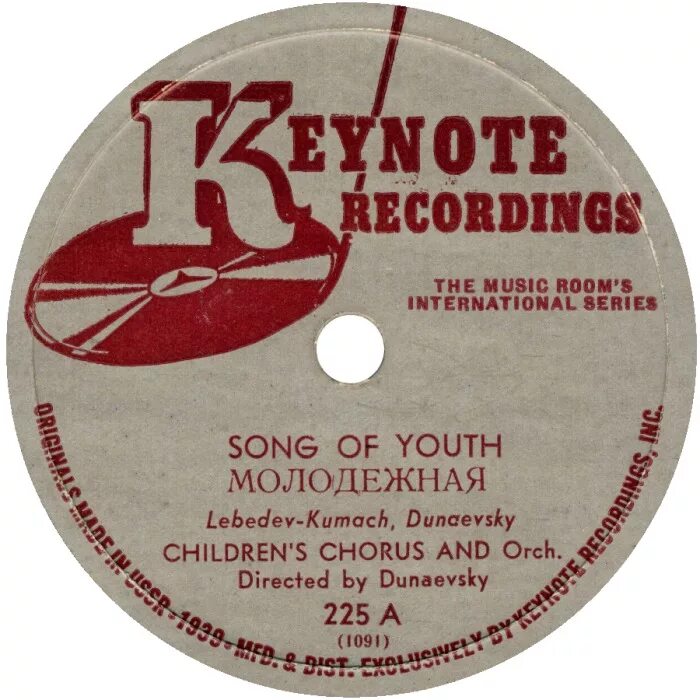 KEYNOTE
RECORDINGS
THE MUSIC ROOM'S
INTERNATIONAL SERIES
SONG OF YOUTH
МОЛОДЕЖНАЯ
Lebedev-Kumach, Dunaevsky
CHILDREN'S CHORUS AND Orch.
Directed by Dunaevsky
225 A
(1091)
ORIGINALS MADE IN USSR - 1939 - MFD. & DIST. EXCLUSIVELY BY KEYNOTE RECORDINGS, INC.